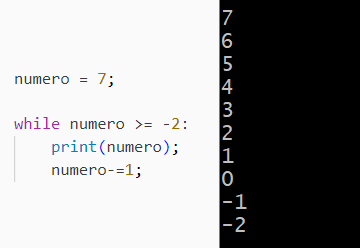 numero = 7;
while numero >= -2:
    print(numero);
    numero-=1;
7
6
5
4
3
2
1
0
-1
-2